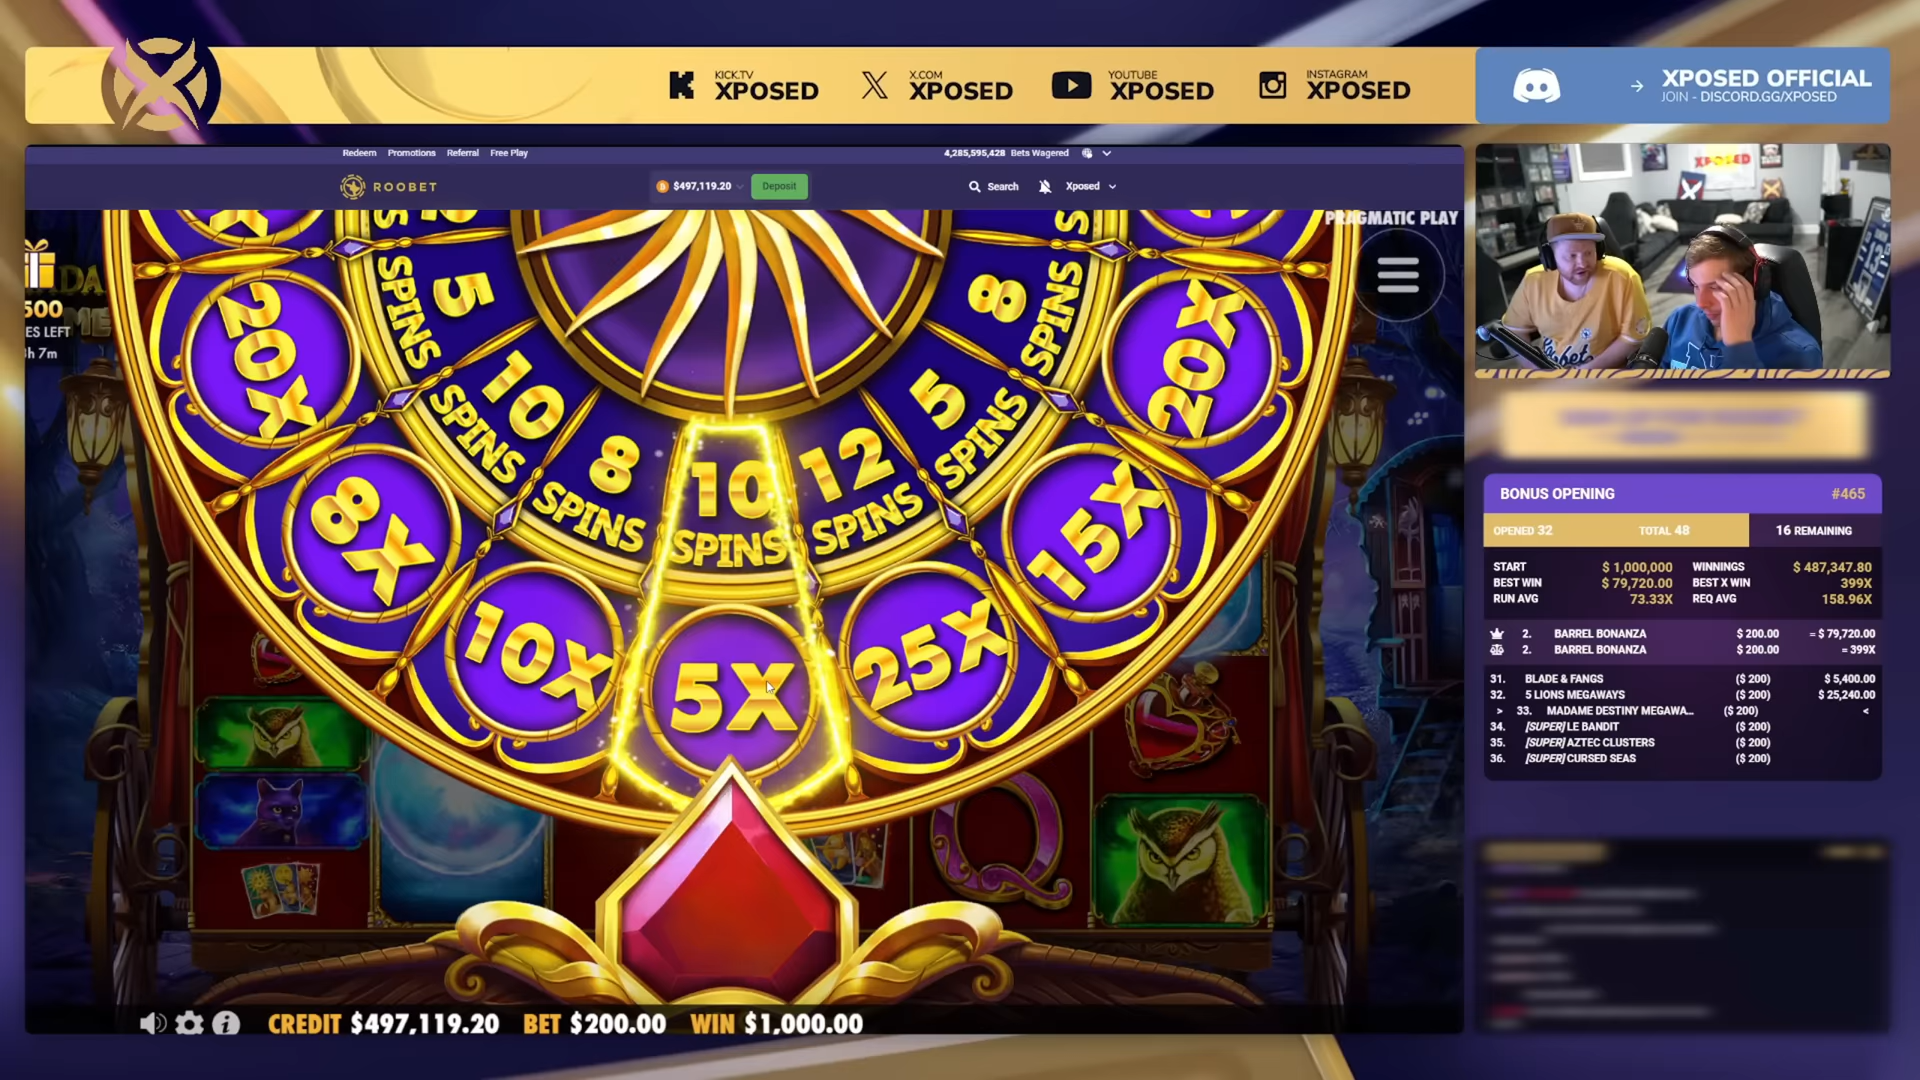 KICK.TV
XPOSED
X.COM
XPOSED
YOUTUBE
XPOSED
INSTAGRAM
XPOSED
XPOSED OFFICIAL
JOIN - DISCORD.GG/XPOSED
Redeem Promotions Referral Free Play
4,285,595,428 Bets Wagered
ROOBET
$497,119.20
Deposit
Search
Xposed
PRAGMATIC PLAY
XPOSED
SPINS
5 SPINS
10 SPINS
8 SPINS
10 SPINS
12 SPINS
5 SPINS
8 SPINS
20X
8X
10X
5X
25X
15X
20X
CREDIT $497,119.20 BET $200.00 WIN $1,000.00
BONUS OPENING #465
OPENED 32 TOTAL 48 16 REMAINING
START $ 1,000,000 WINNINGS $ 487,347.80
BEST WIN $ 79,720.00 BEST X WIN 399X
RUN AVG 73.33X REQ AVG 158.96X
2. BARREL BONANZA $ 200.00 = $ 79,720.00
2. BARREL BONANZA $ 200.00 = 399X
31. BLADE & FANGS ($ 200) $ 5,400.00
32. 5 LIONS MEGAWAYS ($ 200) $ 25,240.00
> 33. MADAME DESTINY MEGAWA... ($ 200) <
34. [SUPER] LE BANDIT ($ 200)
35. [SUPER] AZTEC CLUSTERS ($ 200)
36. [SUPER] CURSED SEAS ($ 200)